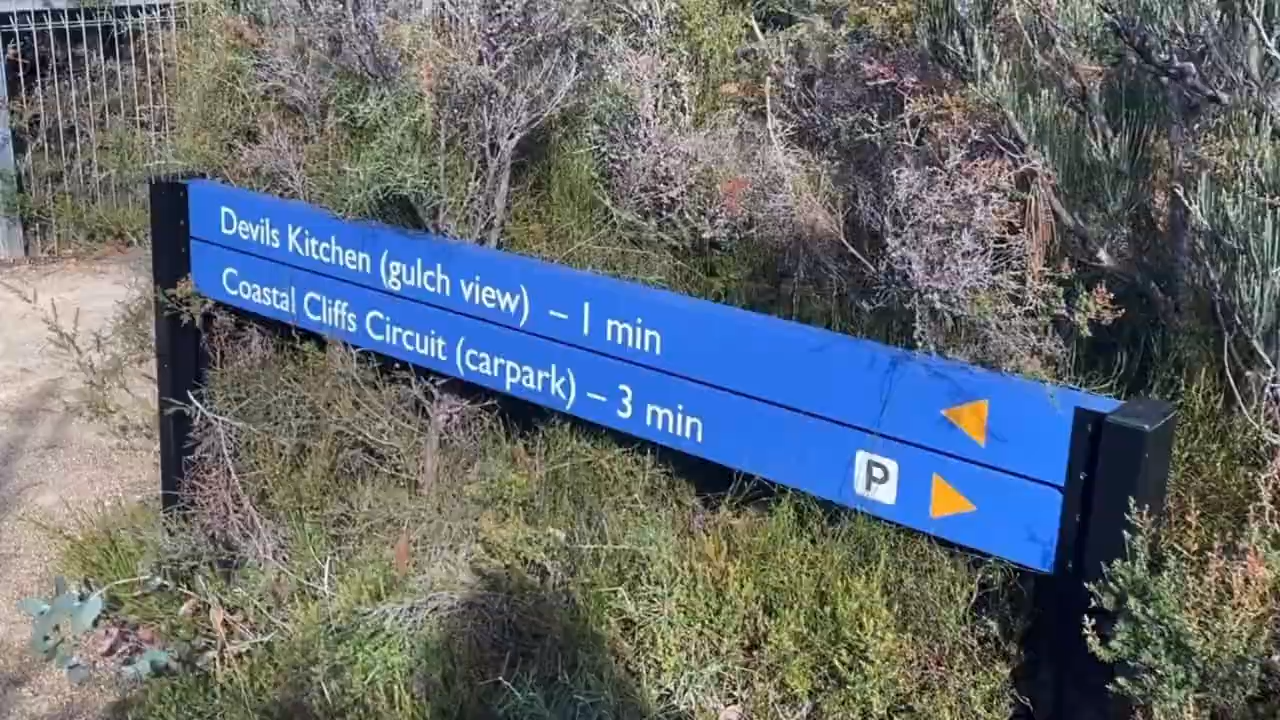 Devils Kitchen (gulch view) – 1 min
Coastal Cliffs Circuit (carpark) – 3 min P